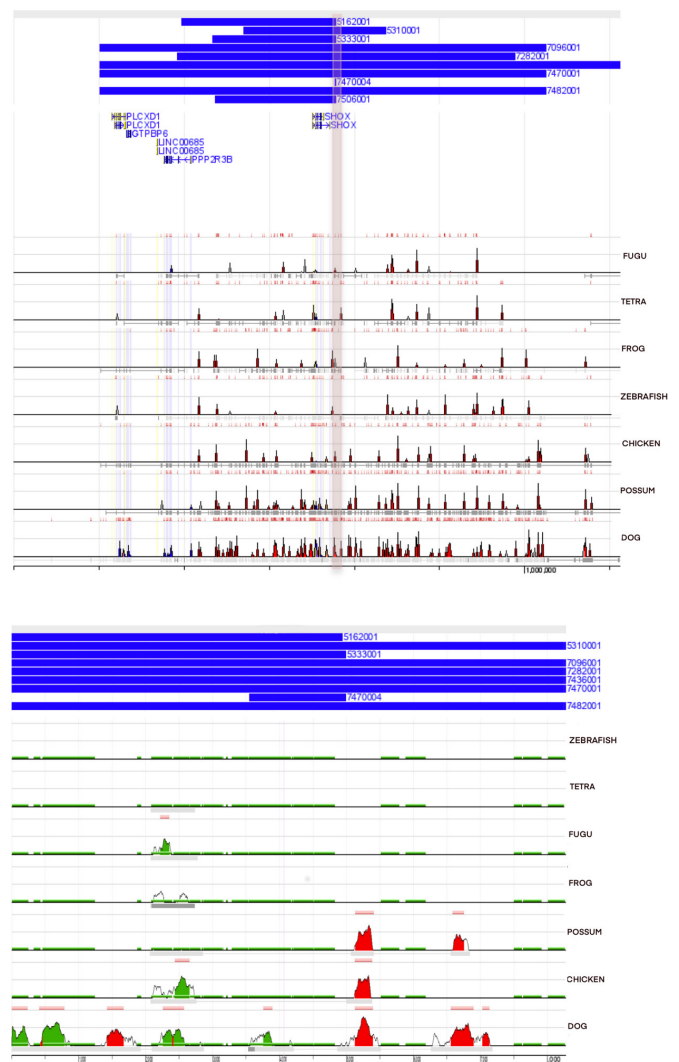 5162001
5310001
5333001
7096001
7282001
7470001
7470004
7482001
7506001
PLCXD1 SHOX
PLCXD1 SHOX
GTPBP6
LINC00685
LINC00685
PPP2R3B
FUGU
TETRA
FROG
ZEBRAFISH
CHICKEN
POSSUM
DOG
1,000,000
5162001
5310001
5333001
7096001
7282001
7436001
7470001
7470004
7482001
ZEBRAFISH
TETRA
FUGU
FROG
POSSUM
CHICKEN
DOG